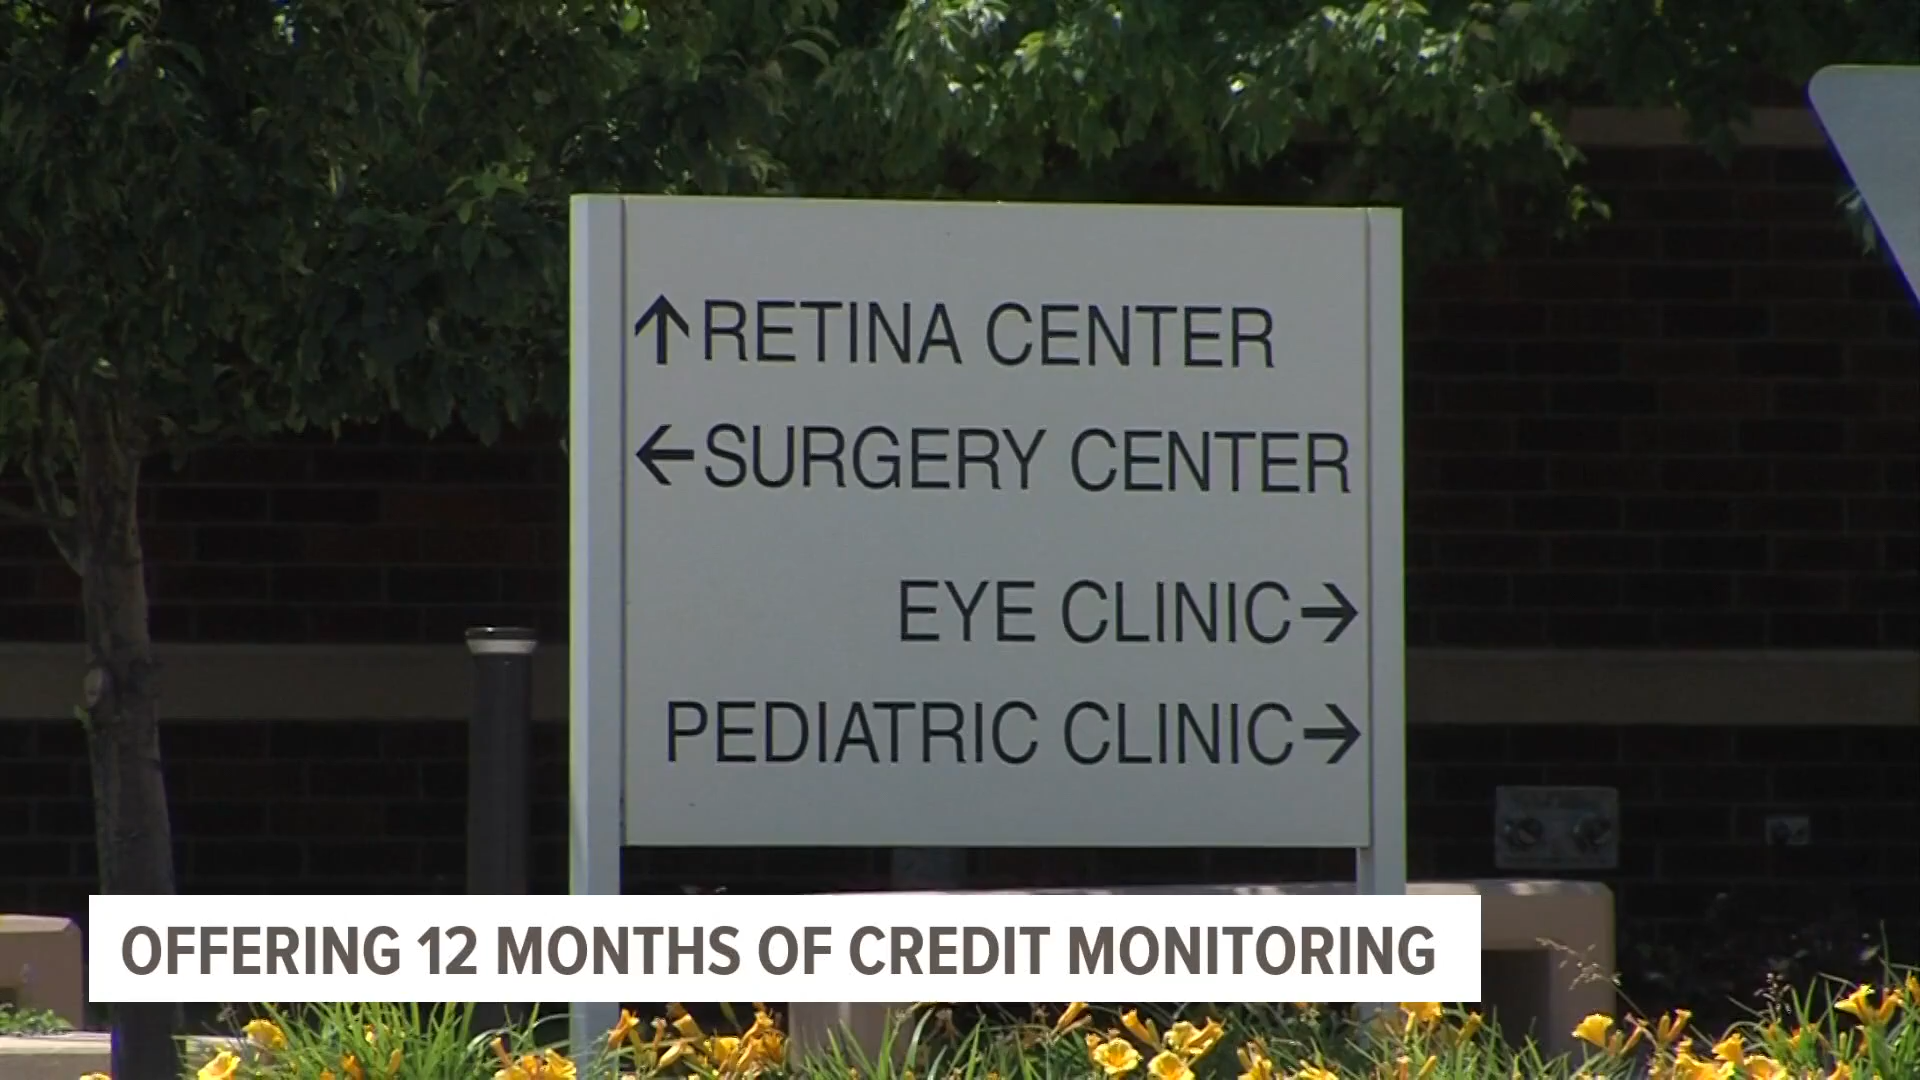 ↑RETINA CENTER
←SURGERY CENTER
EYE CLINIC→
PEDIATRIC CLINIC→
OFFERING 12 MONTHS OF CREDIT MONITORING